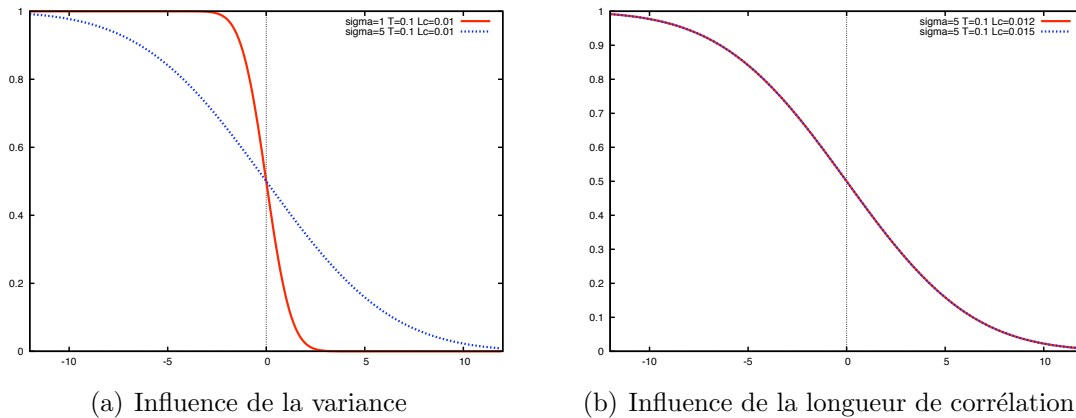 sigma=1 T=0.1 Lc=0.01
sigma=5 T=0.1 Lc=0.01
1
0.8
0.6
0.4
0.2
0
-10 -5 0 5 10
(a) Influence de la variance
sigma=5 T=0.1 Lc=0.012
sigma=5 T=0.1 Lc=0.015
1
0.9
0.8
0.7
0.6
0.5
0.4
0.3
0.2
0.1
0
-10 -5 0 5 10
(b) Influence de la longueur de corrélation